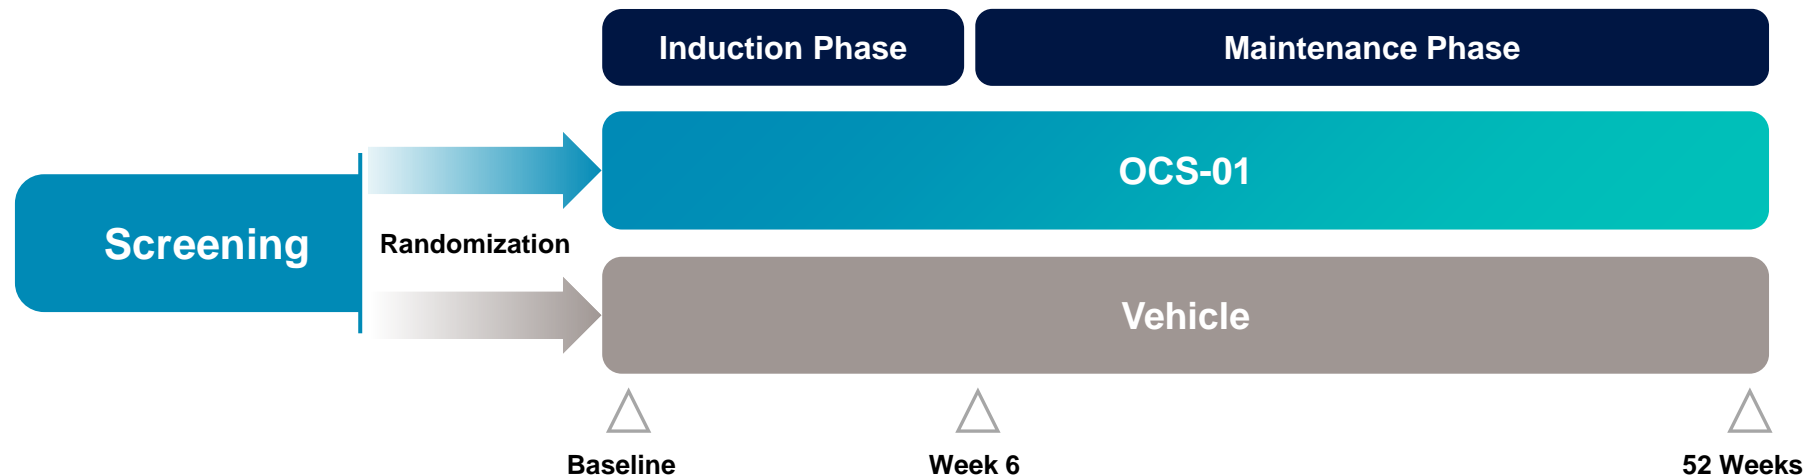 Induction Phase
Maintenance Phase
OCS-01
Screening
Randomization
Vehicle
Baseline
Week 6
52 Weeks